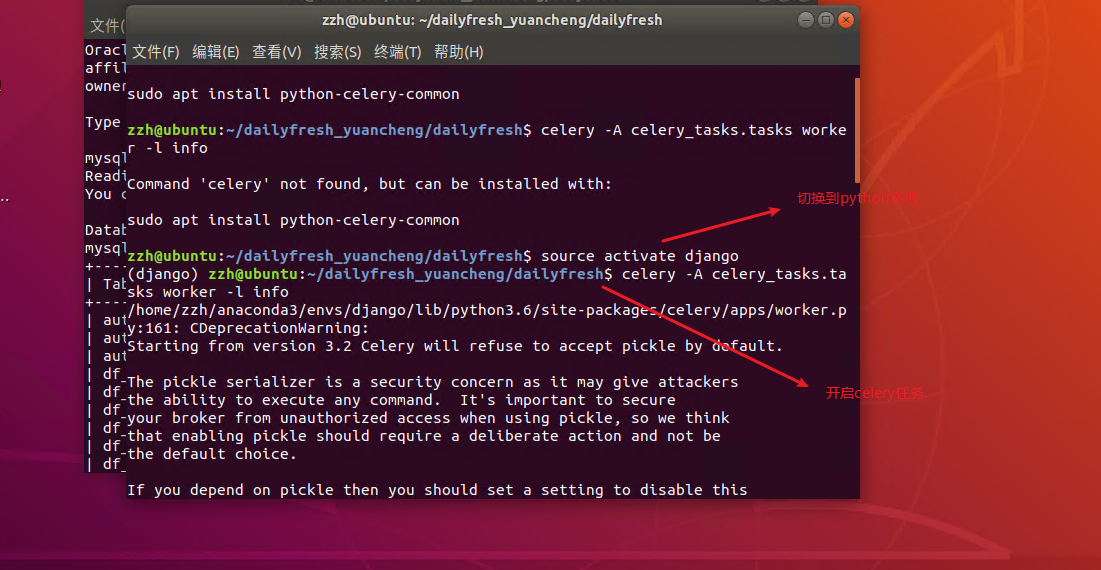 zzh@ubuntu: ~/dailyfresh_yuancheng/dailyfresh
文件(
文件(F) 编辑(E) 查看(V) 搜索(S) 终端(T) 帮助(H)
Oracl
affil
owner
Type
mysql
Readi
You c
Datab
mysql
+----
| Tab
+----
| aut
| aut
| aut
| df_
| df_
| df_
| df_
| df_
| df_
sudo apt install python-celery-common
zzh@ubuntu:~/dailyfresh_yuancheng/dailyfresh$ celery -A celery_tasks.tasks worke
r -l info
Command 'celery' not found, but can be installed with:
sudo apt install python-celery-common
zzh@ubuntu:~/dailyfresh_yuancheng/dailyfresh$ source activate django
(django) zzh@ubuntu:~/dailyfresh_yuancheng/dailyfresh$ celery -A celery_tasks.ta
sks worker -l info
/home/zzh/anaconda3/envs/django/lib/python3.6/site-packages/celery/apps/worker.p
y:161: CDeprecationWarning:
Starting from version 3.2 Celery will refuse to accept pickle by default.
The pickle serializer is a security concern as it may give attackers
the ability to execute any command.  It's important to secure
your broker from unauthorized access when using pickle, so we think
that enabling pickle should require a deliberate action and not be
the default choice.
If you depend on pickle then you should set a setting to disable this
切换到python
开启celery任务